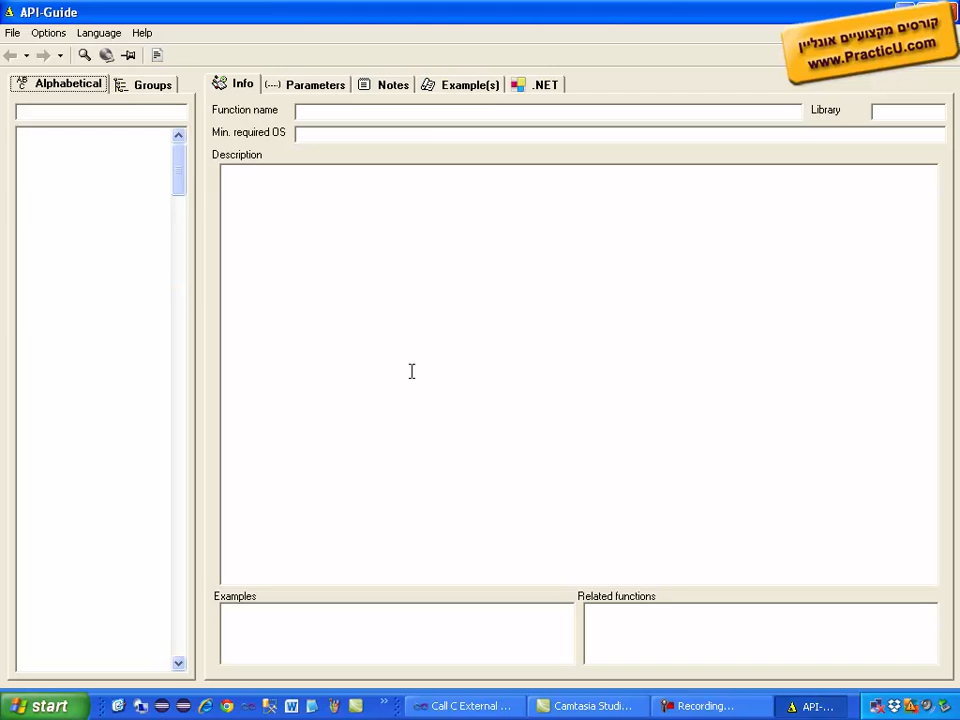 API-Guide
קורסים מקצועיים אונליין
www.PracticU.com
File Options Language Help
Alphabetical Groups Info Parameters Notes Example(s) .NET
Function name Library
Min. required OS
Description
Examples Related functions
start Call C External ... Camtasia Studi... Recording... API-...